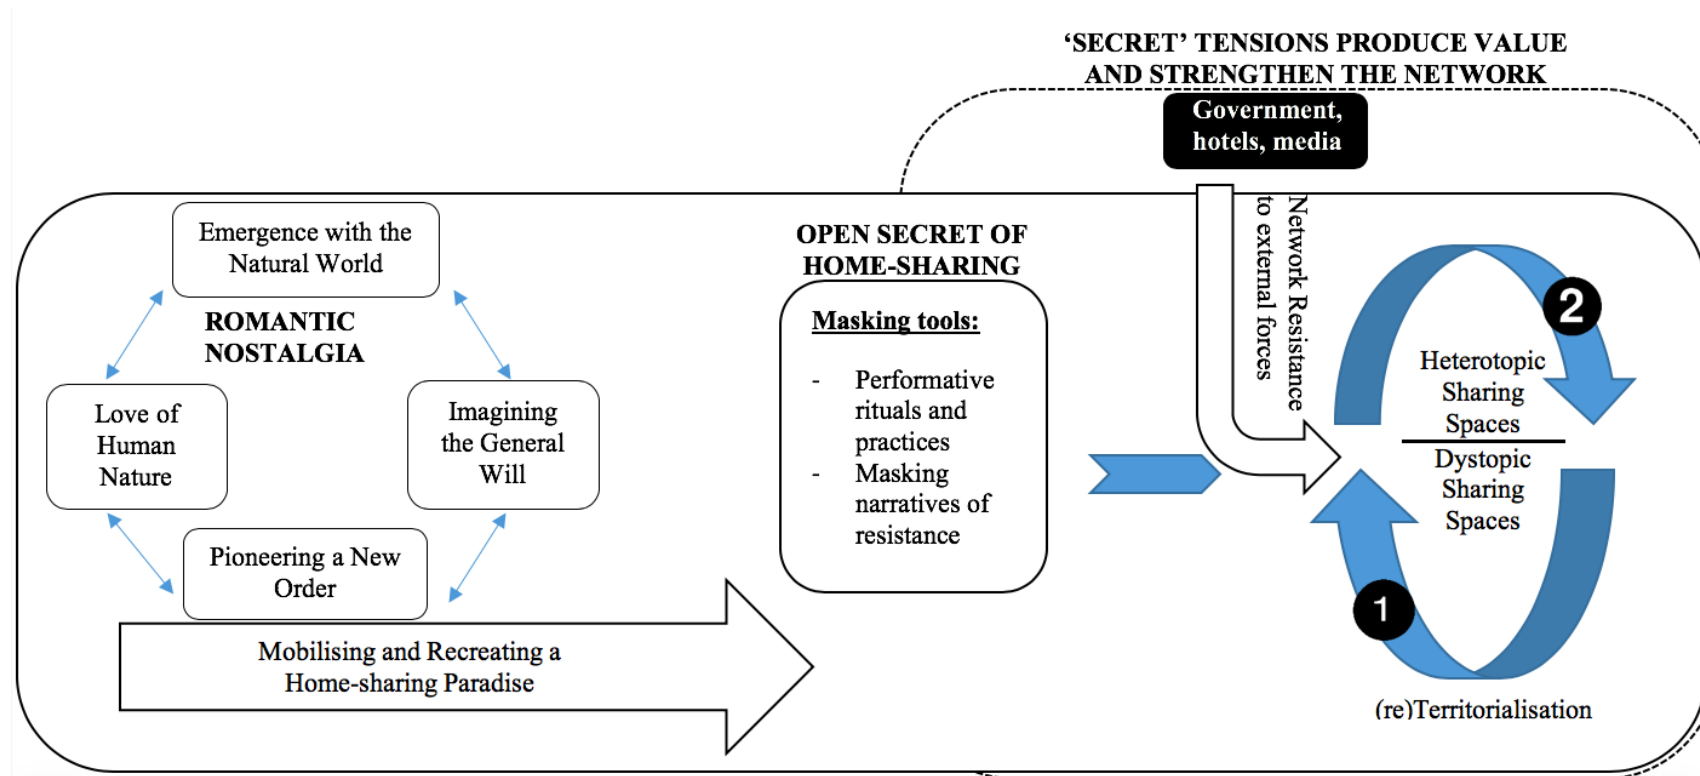 ‘SECRET’ TENSIONS PRODUCE VALUE
AND STRENGTHEN THE NETWORK
Government,
hotels, media
Emergence with the
Natural World
ROMANTIC
NOSTALGIA
Love of
Human
Nature
Imagining
the General
Will
Pioneering a New
Order
Mobilising and Recreating a
Home-sharing Paradise
OPEN SECRET OF
HOME-SHARING
Masking tools:
- Performative
rituals and
practices
- Masking
narratives of
resistance
Network Resistance
to external forces
2
Heterotopic
Sharing
Spaces
Dystopic
Sharing
Spaces
1
(re)Territorialisation